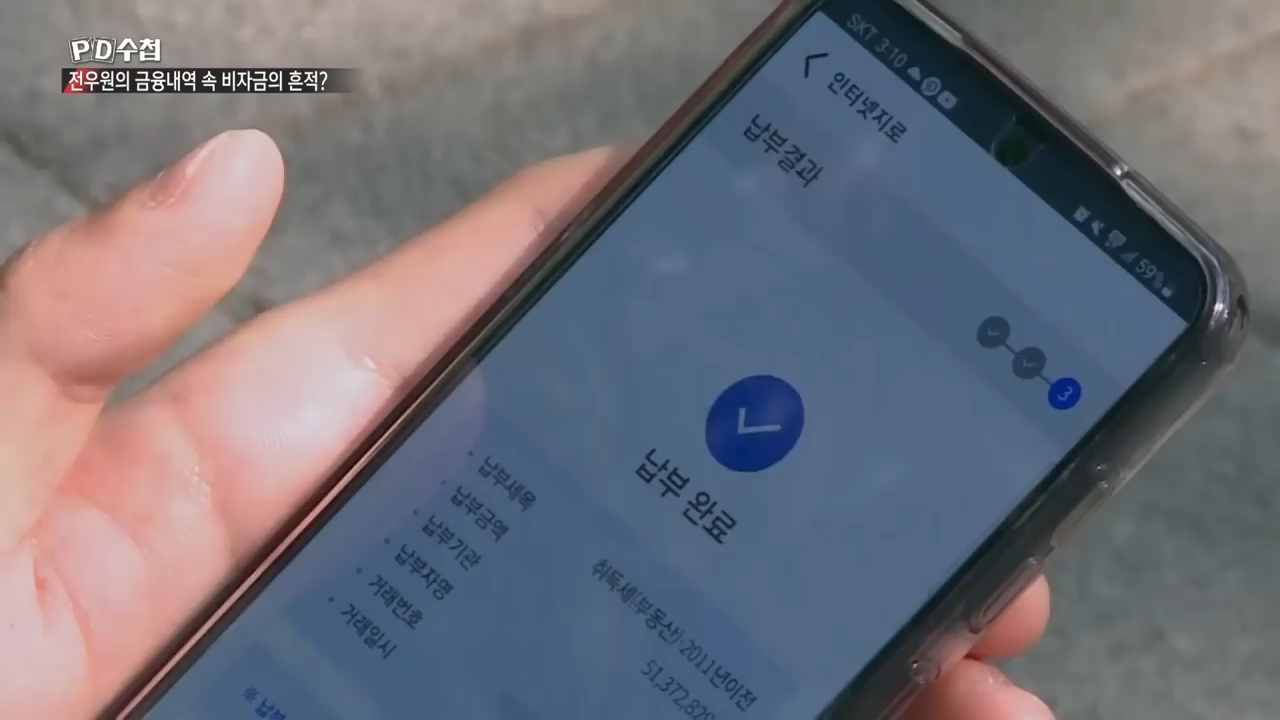 PD수첩
전우원의 금융내역 속 비자금의 흔적?
SKT 3:10
59%
인터넷지로
납부결과
3
납부 완료
납부세목
취득세(부동산)-2011년이전
납부금액
51,372,820
납부기관
납부자명
거래번호
거래일시
※ 납부